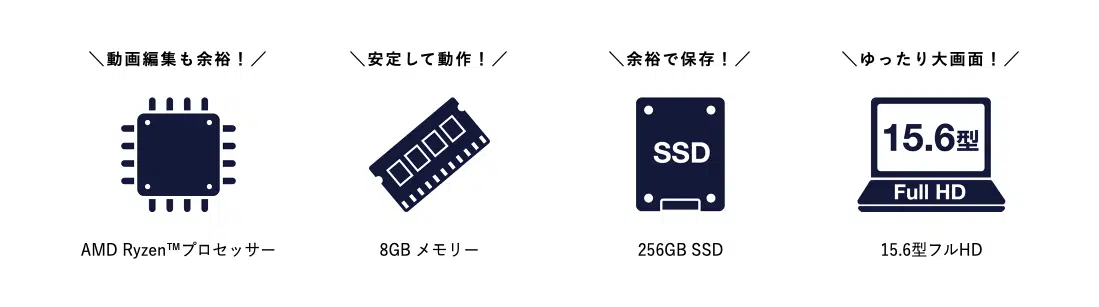 ＼動画編集も余裕！／
＼安定して動作！／
＼余裕で保存！／
＼ゆったり大画面！／
SSD
15.6型
Full HD
AMD Ryzen™プロセッサー
8GB メモリー
256GB SSD
15.6型フルHD